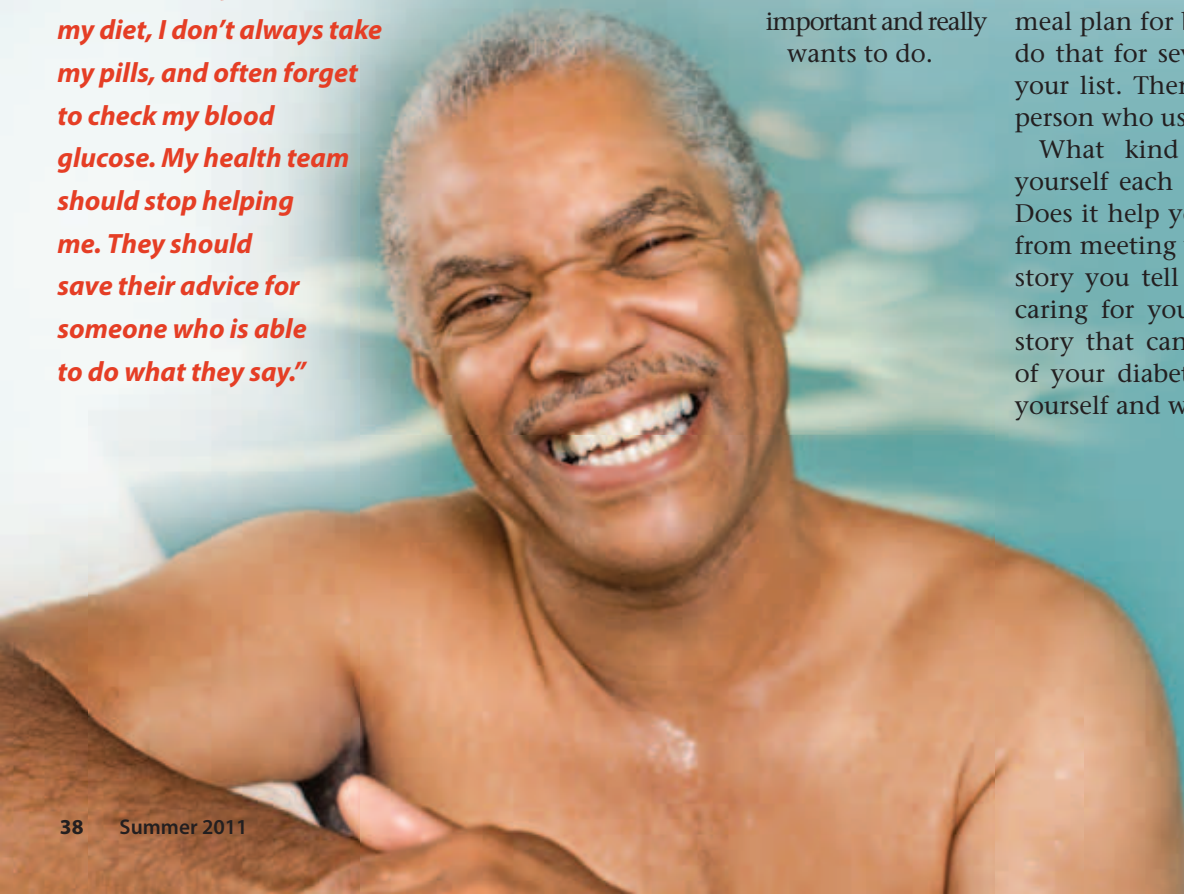 my diet, I don’t always take
my pills, and often forget
to check my blood
glucose. My health team
should stop helping
me. They should
save their advice for
someone who is able
to do what they say.”
important and really
wants to do.
meal plan for
do that for
your list.
person who
What kind
yourself each
Does it help
from meeting
story you tell
caring for
story that
of your
yourself and
38 Summer 2011